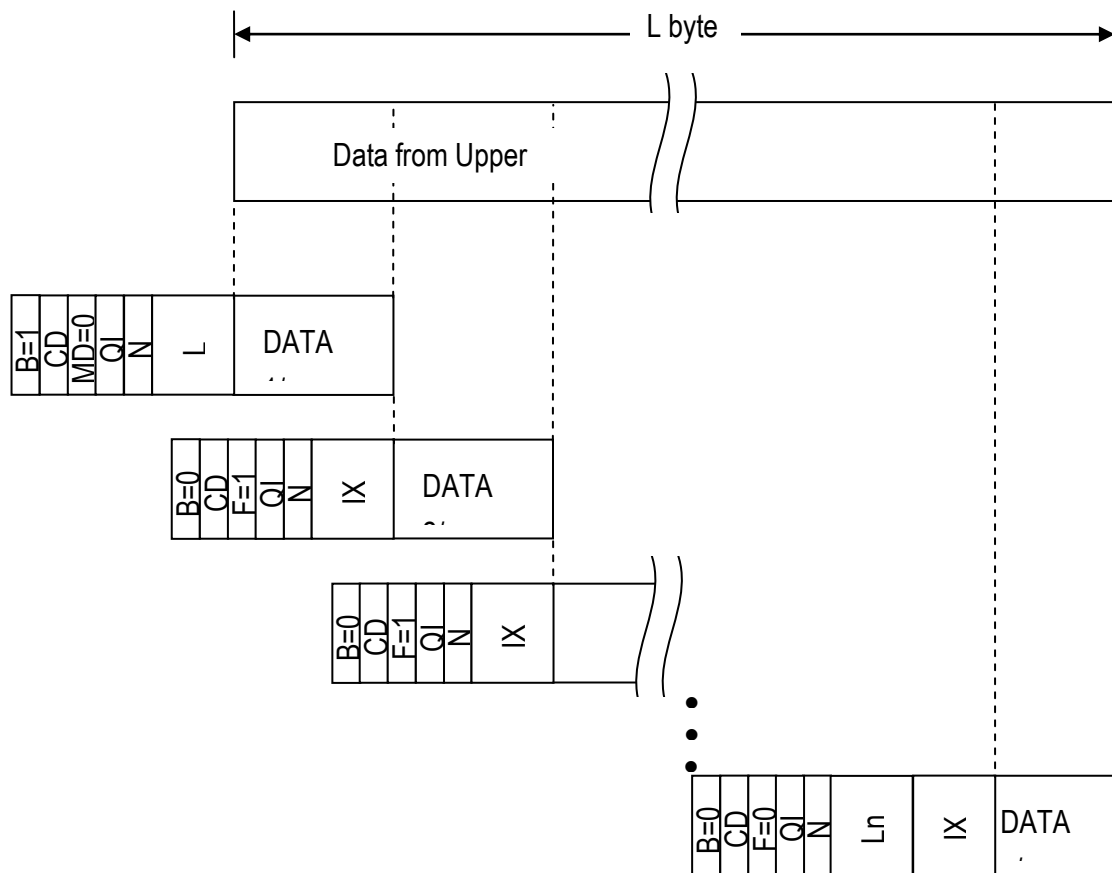 L byte
Data from Upper
B=1 CD MD=0 QI N L DATA
B=0 CD F=1 QI N IX DATA
B=0 CD F=1 QI N IX
B=0 CD F=0 QI N Ln IX DATA